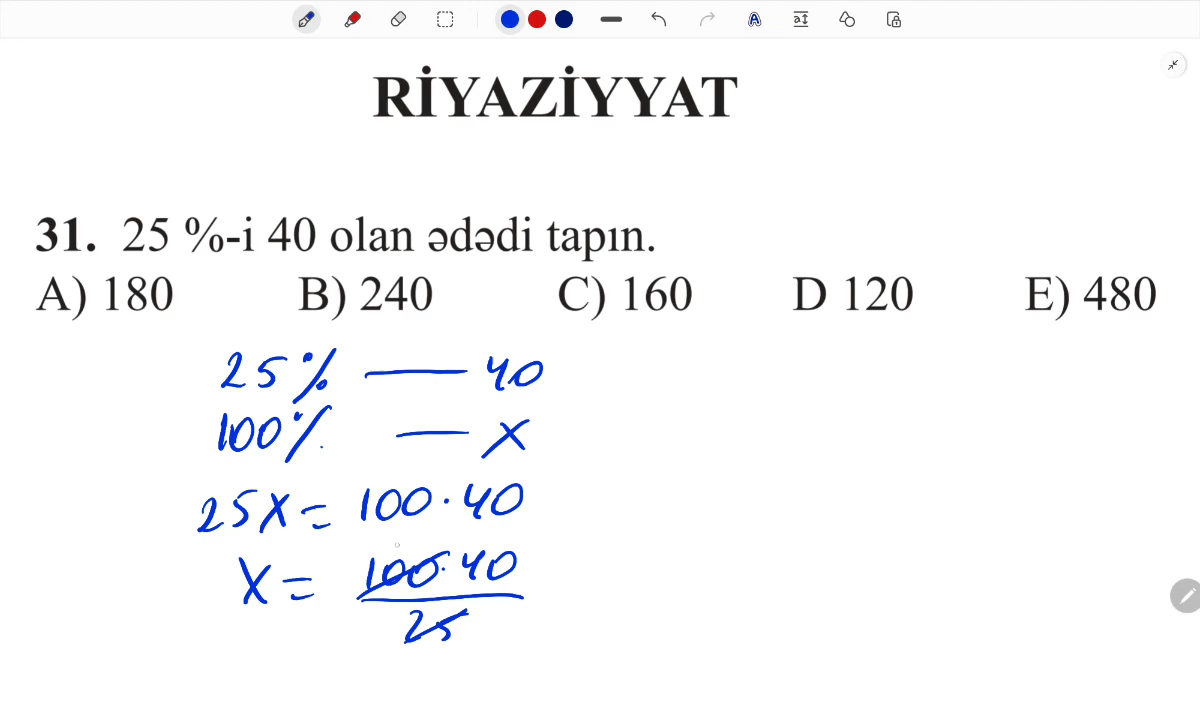 RİYAZİYYAT
31. 25 %-i 40 olan ədədi tapın.
A) 180 B) 240 C) 160 D 120 E) 480
25% — 40
100% — x
25x = 100 · 40
x = 100 · 40
25